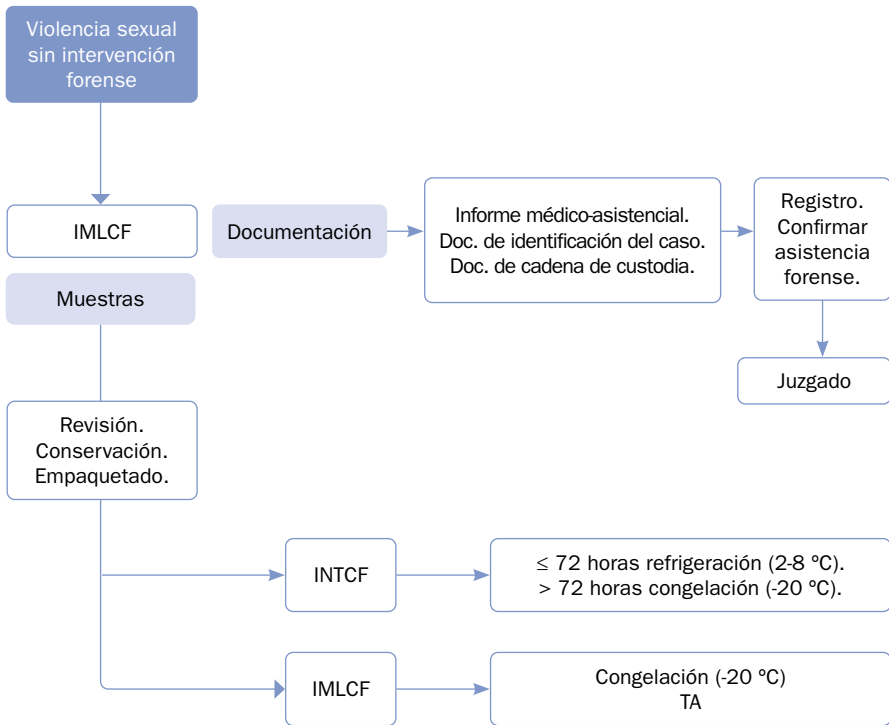 Violencia sexual
sin intervención
forense
IMLCF
Documentación
Informe médico-asistencial.
Doc. de identificación del caso.
Doc. de cadena de custodia.
Registro.
Confirmar
asistencia
forense.
Juzgado
Muestras
Revisión.
Conservación.
Empaquetado.
INTCF
≤ 72 horas refrigeración (2-8 ºC).
> 72 horas congelación (-20 ºC).
IMLCF
Congelación (-20 ºC)
TA